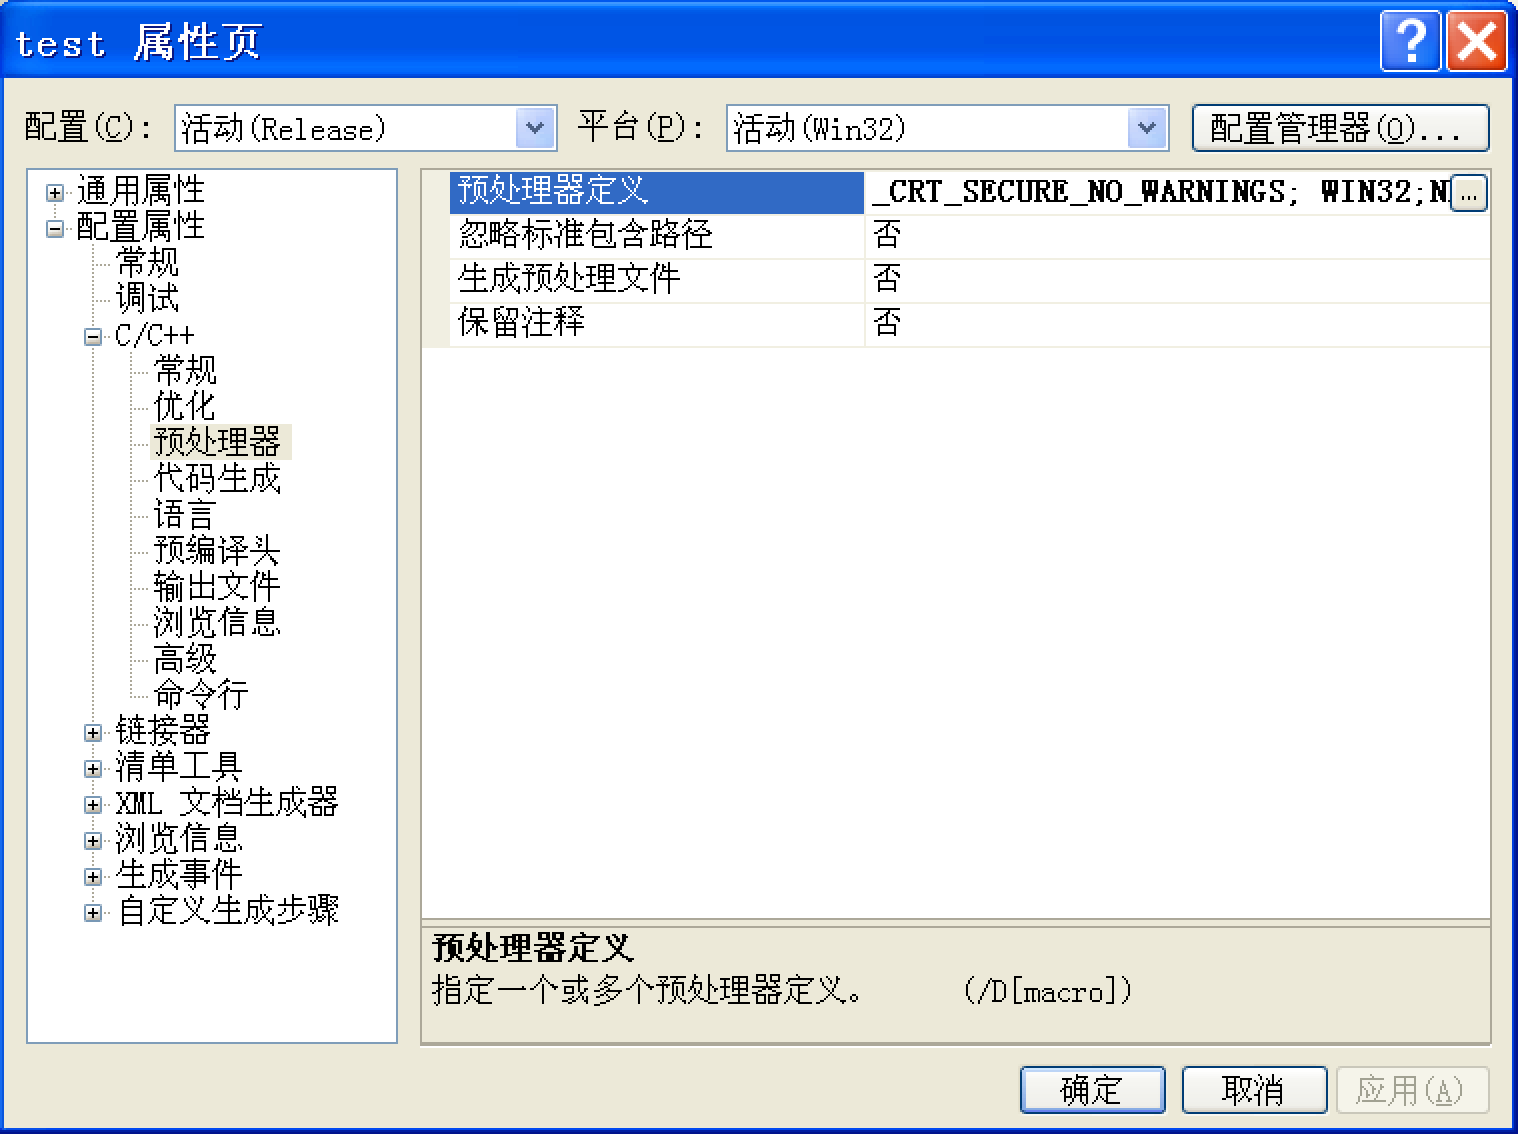 test 属性页
配置(C): 活动(Release) 平台(P): 活动(Win32) 配置管理器(O)...
通用属性
配置属性
常规
调试
C/C++
常规
优化
预处理器
代码生成
语言
预编译头
输出文件
浏览信息
高级
命令行
链接器
清单工具
XML 文档生成器
浏览信息
生成事件
自定义生成步骤
预处理器定义 _CRT_SECURE_NO_WARNINGS; WIN32;N ...
忽略标准包含路径 否
生成预处理文件 否
保留注释 否
预处理器定义
指定一个或多个预处理器定义。 (/D[macro])
确定 取消 应用(A)